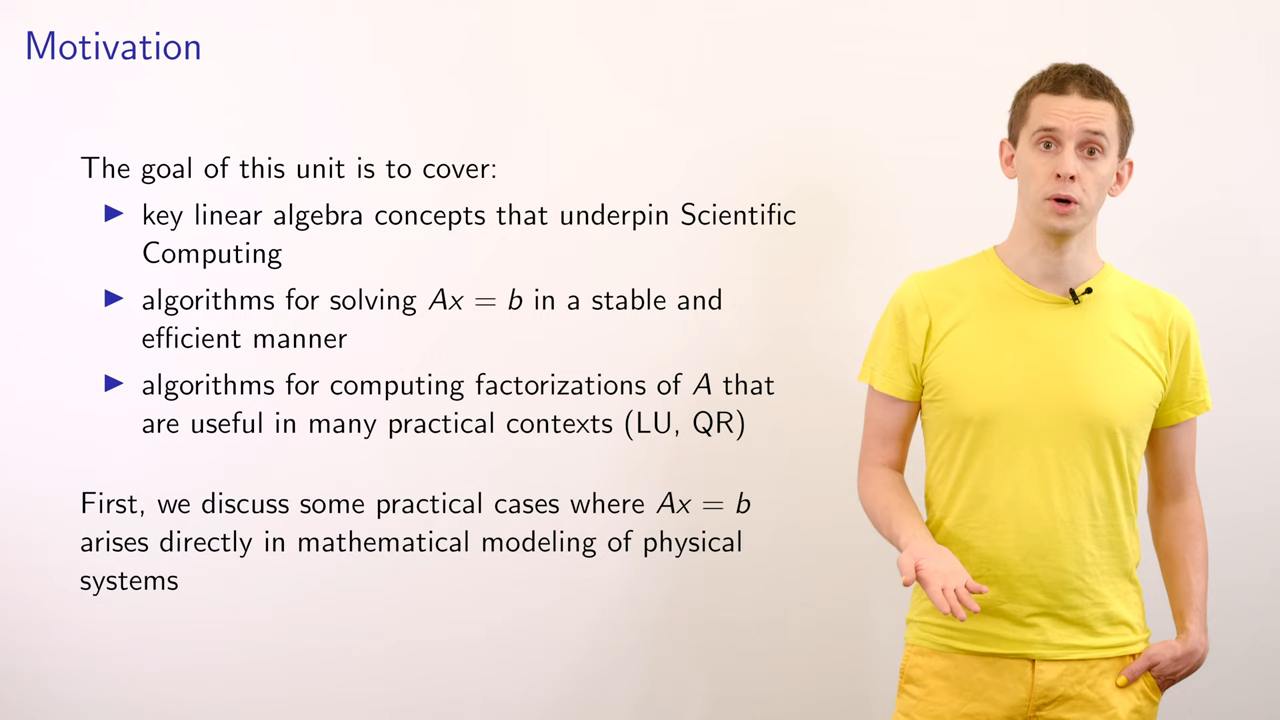 Motivation
The goal of this unit is to cover:
▶ key linear algebra concepts that underpin Scientific
Computing
▶ algorithms for solving Ax = b in a stable and
efficient manner
▶ algorithms for computing factorizations of A that
are useful in many practical contexts (LU, QR)
First, we discuss some practical cases where Ax = b
arises directly in mathematical modeling of physical
systems